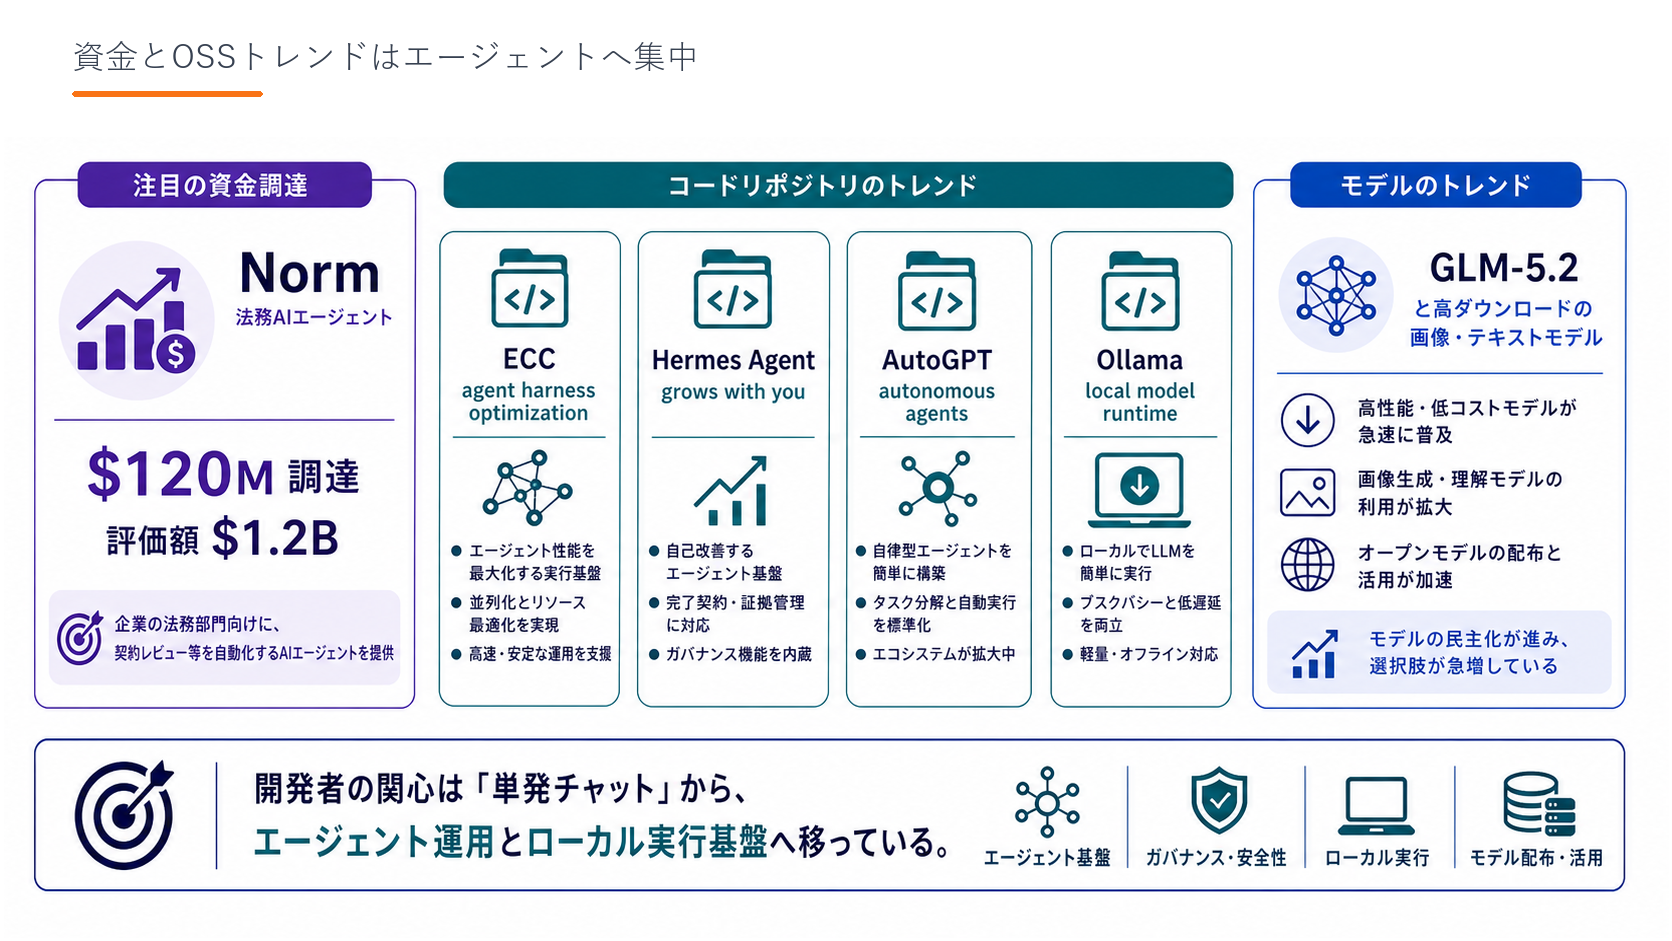 資金とOSSトレンドはエージェントへ集中
注目の資金調達
Norm
法務AIエージェント
$
$120M 調達
評価額 $1.2B
企業の法務部門向けに、
契約レビュー等を自動化するAIエージェントを提供
コードリポジトリのトレンド
</>
ECC
agent harness
optimization
エージェント性能を
最大化する実行基盤
並列化とリソース
最適化を実現
高速・安定な運用を支援
</>
Hermes Agent
grows with you
自己改善する
エージェント基盤
完了契約・証拠管理
に対応
ガバナンス機能を内蔵
</>
AutoGPT
autonomous
agents
自律型エージェントを
簡単に構築
タスク分解と自動実行
を標準化
エコシステムが拡大中
</>
Ollama
local model
runtime
ローカルでLLMを
簡単に実行
プスクバシーと低遅延
を両立
軽量・オフライン対応
モデルのトレンド
GLM-5.2
と高ダウンロードの
画像・テキストモデル
高性能・低コストモデルが
急速に普及
画像生成・理解モデルの
利用が拡大
オープンモデルの配布と
活用が加速
モデルの民主化が進み、
選択肢が急増している
開発者の関心は「単発チャット」から、
エージェント運用とローカル実行基盤へ移っている。
エージェント基盤
ガバナンス・安全性
ローカル実行
モデル配布・活用